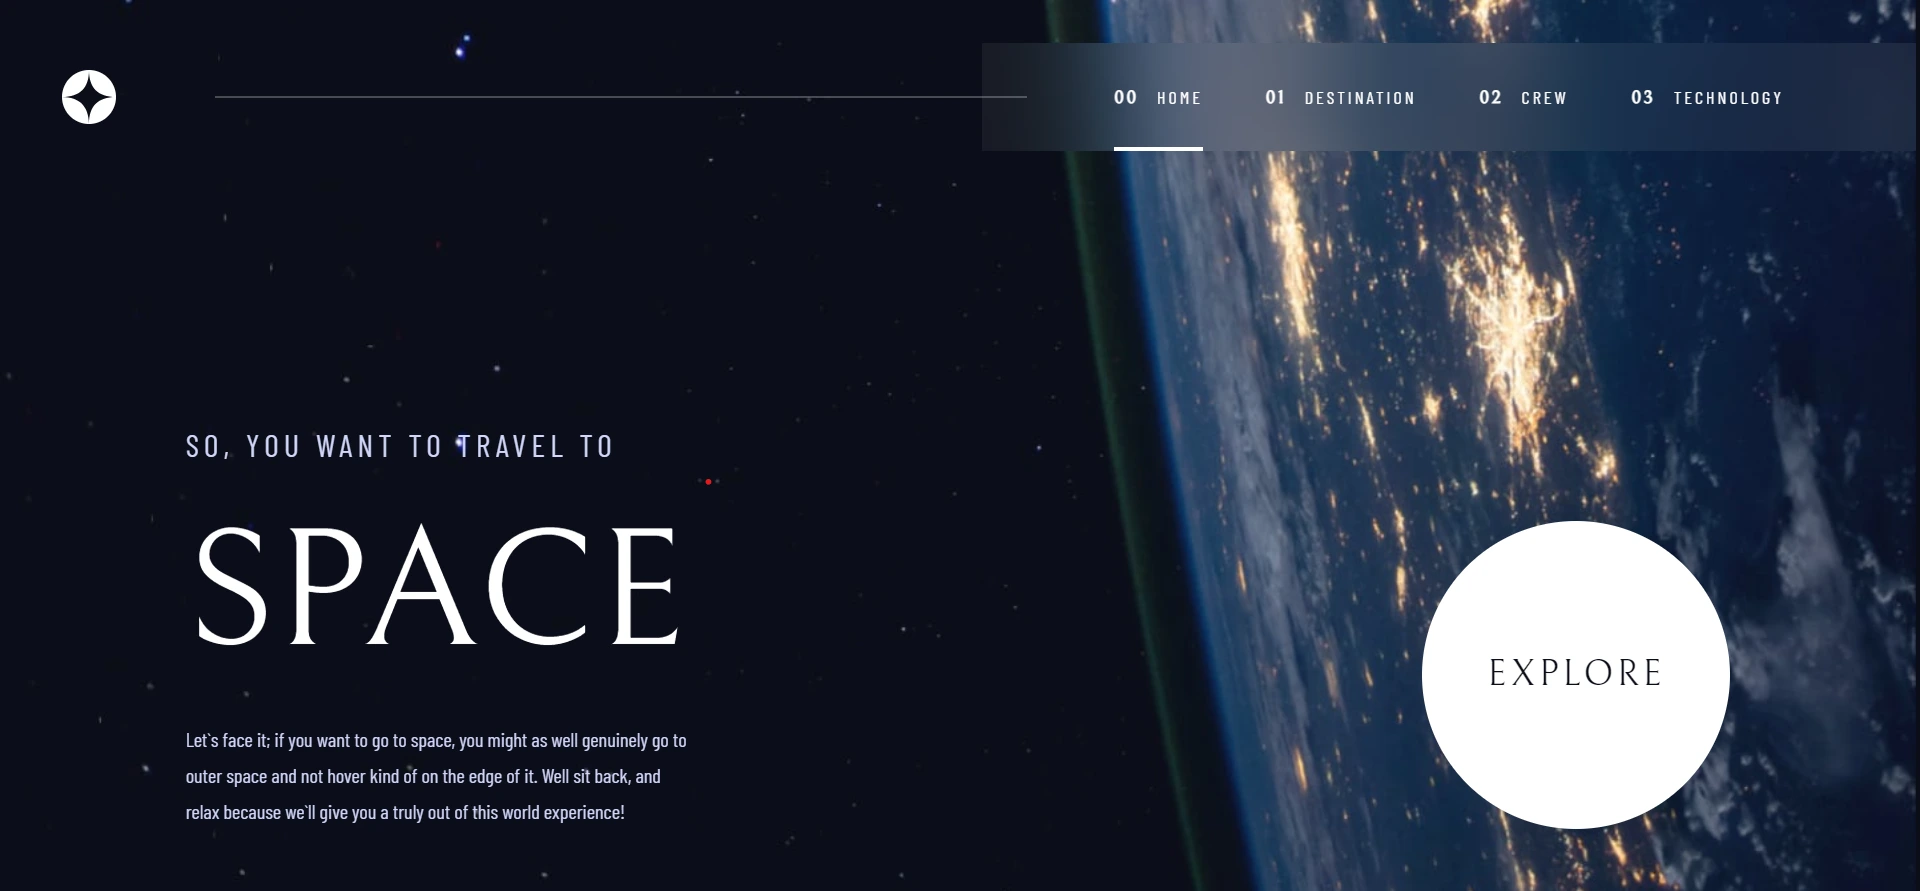 00 HOME 01 DESTINATION 02 CREW 03 TECHNOLOGY
SO, YOU WANT TO TRAVEL TO
SPACE
Let`s face it; if you want to go to space, you might as well genuinely go to
outer space and not hover kind of on the edge of it. Well sit back, and
relax because we`ll give you a truly out of this world experience!
EXPLORE